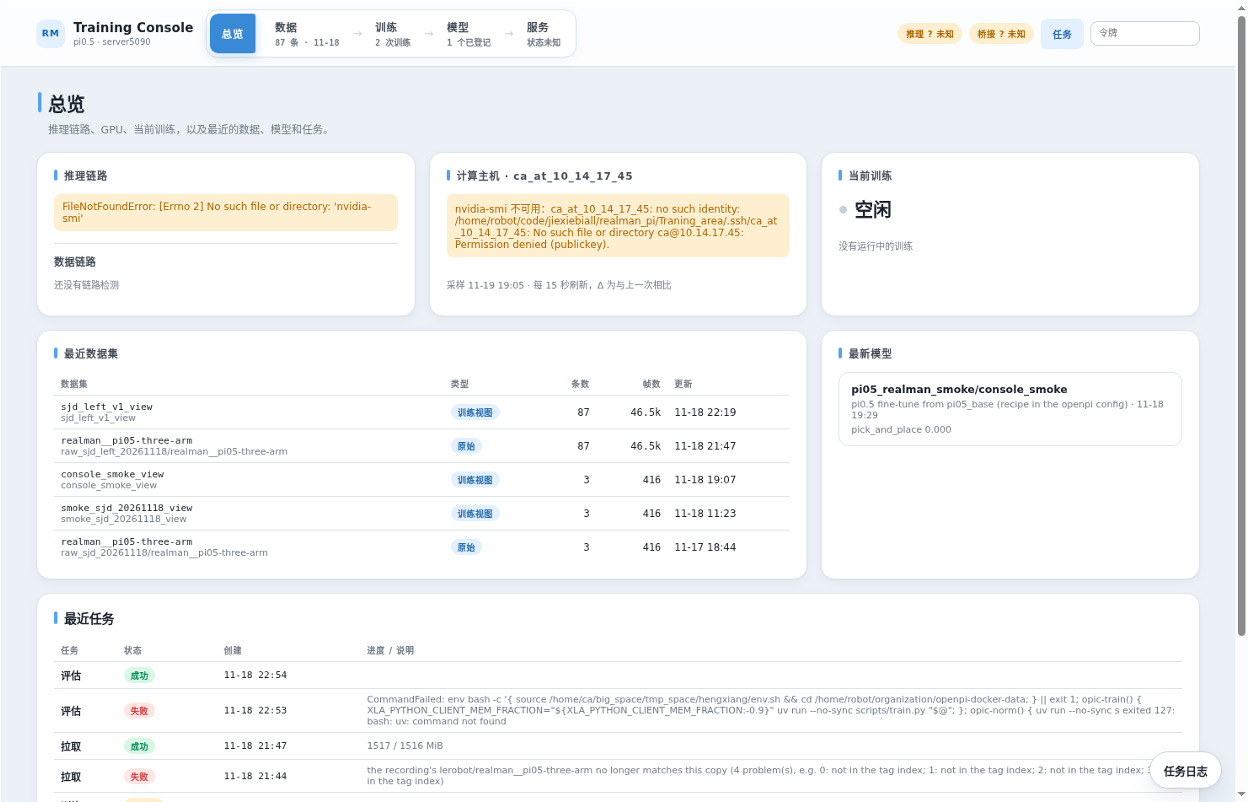 RM
Training Console
pi0.5 · server5090
总览
数据
87 条 · 11-18
→
训练
2 次训练
→
模型
1 个已登记
→
服务
状态未知
推理 ? 未知
桥接 ? 未知
任务
令牌
总览
推理链路、GPU、当前训练，以及最近的数据、模型和任务。
推理链路
FileNotFoundError: [Errno 2] No such file or directory: 'nvidia-
smi'
数据链路
还没有链路检测
计算主机 · ca_at_10_14_17_45
nvidia-smi 不可用：ca_at_10_14_17_45: no such identity:
/home/robot/code/jiexiebiall/realman_pi/Traning_area/.ssh/ca_at
_10_14_17_45: No such file or directory ca@10.14.17.45:
Permission denied (publickey).
采样 11-19 19:05 · 每 15 秒刷新，Δ 为与上一次相比
当前训练
空闲
没有运行中的训练
最近数据集
数据集 类型 条数 帧数 更新
sjd_left_v1_view 训练视图 87 46.5k 11-18 22:19
sjd_left_v1_view
realman__pi05-three-arm 原始 87 46.5k 11-18 21:47
raw_sjd_left_20261118/realman__pi05-three-arm
console_smoke_view 训练视图 3 416 11-18 19:07
console_smoke_view
smoke_sjd_20261118_view 训练视图 3 416 11-18 11:23
smoke_sjd_20261118_view
realman__pi05-three-arm 原始 3 416 11-17 18:44
raw_sjd_20261118/realman__pi05-three-arm
最新模型
pi05_realman_smoke/console_smoke
pi0.5 fine-tune from pi05_base (recipe in the openpi config) · 11-18
19:29
pick_and_place 0.000
最近任务
任务 状态 创建 进度 / 说明
评估 成功 11-18 22:54
评估 失败 11-18 22:53
CommandFailed: env bash -c '{ source /home/ca/big_space/tmp_space/hengxiang/env.sh && cd /home/robot/organization/openpi-docker-data; } || exit 1; opic-train() {
XLA_PYTHON_CLIENT_MEM_FRACTION="${XLA_PYTHON_CLIENT_MEM_FRACTION:-0.9}" uv run --no-sync scripts/train.py "$@"; }; opic-norm() { uv run --no-sync s exited 127:
bash: uv: command not found
拉取 成功 11-18 21:47 1517 / 1516 MiB
拉取 失败 11-18 21:44
the recording's lerobot/realman__pi05-three-arm no longer matches this copy (4 problem(s), e.g. 0: not in the tag index; 1: not in the tag index; 2: not in the tag index;
in the tag index)
任务日志